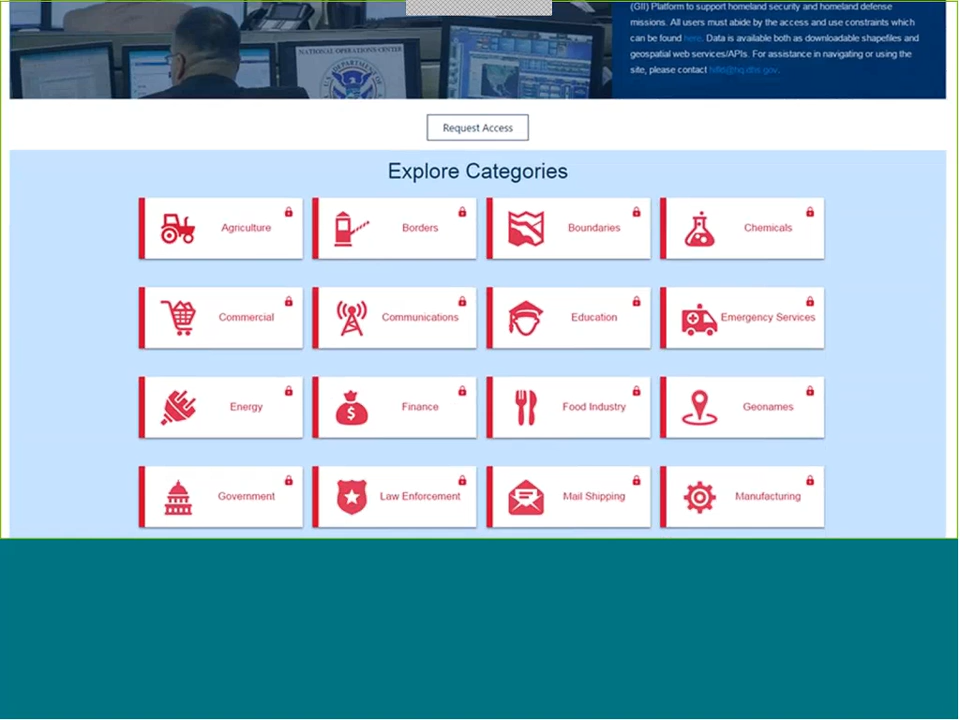 (GII) Platform to support homeland security and homeland defense
missions. All users must abide by the access and use constraints which
can be found here. Data is available both as downloadable shapefiles and
geospatial web services/APIs. For assistance in navigating or using the
site, please contact
NATIONAL OPERATIONS CENTER
Request Access
Explore Categories
Agriculture
Borders
Boundaries
Chemicals
Commercial
Communications
Education
Emergency Services
Energy
Finance
Food Industry
Geonames
Government
Law Enforcement
Mail Shipping
Manufacturing